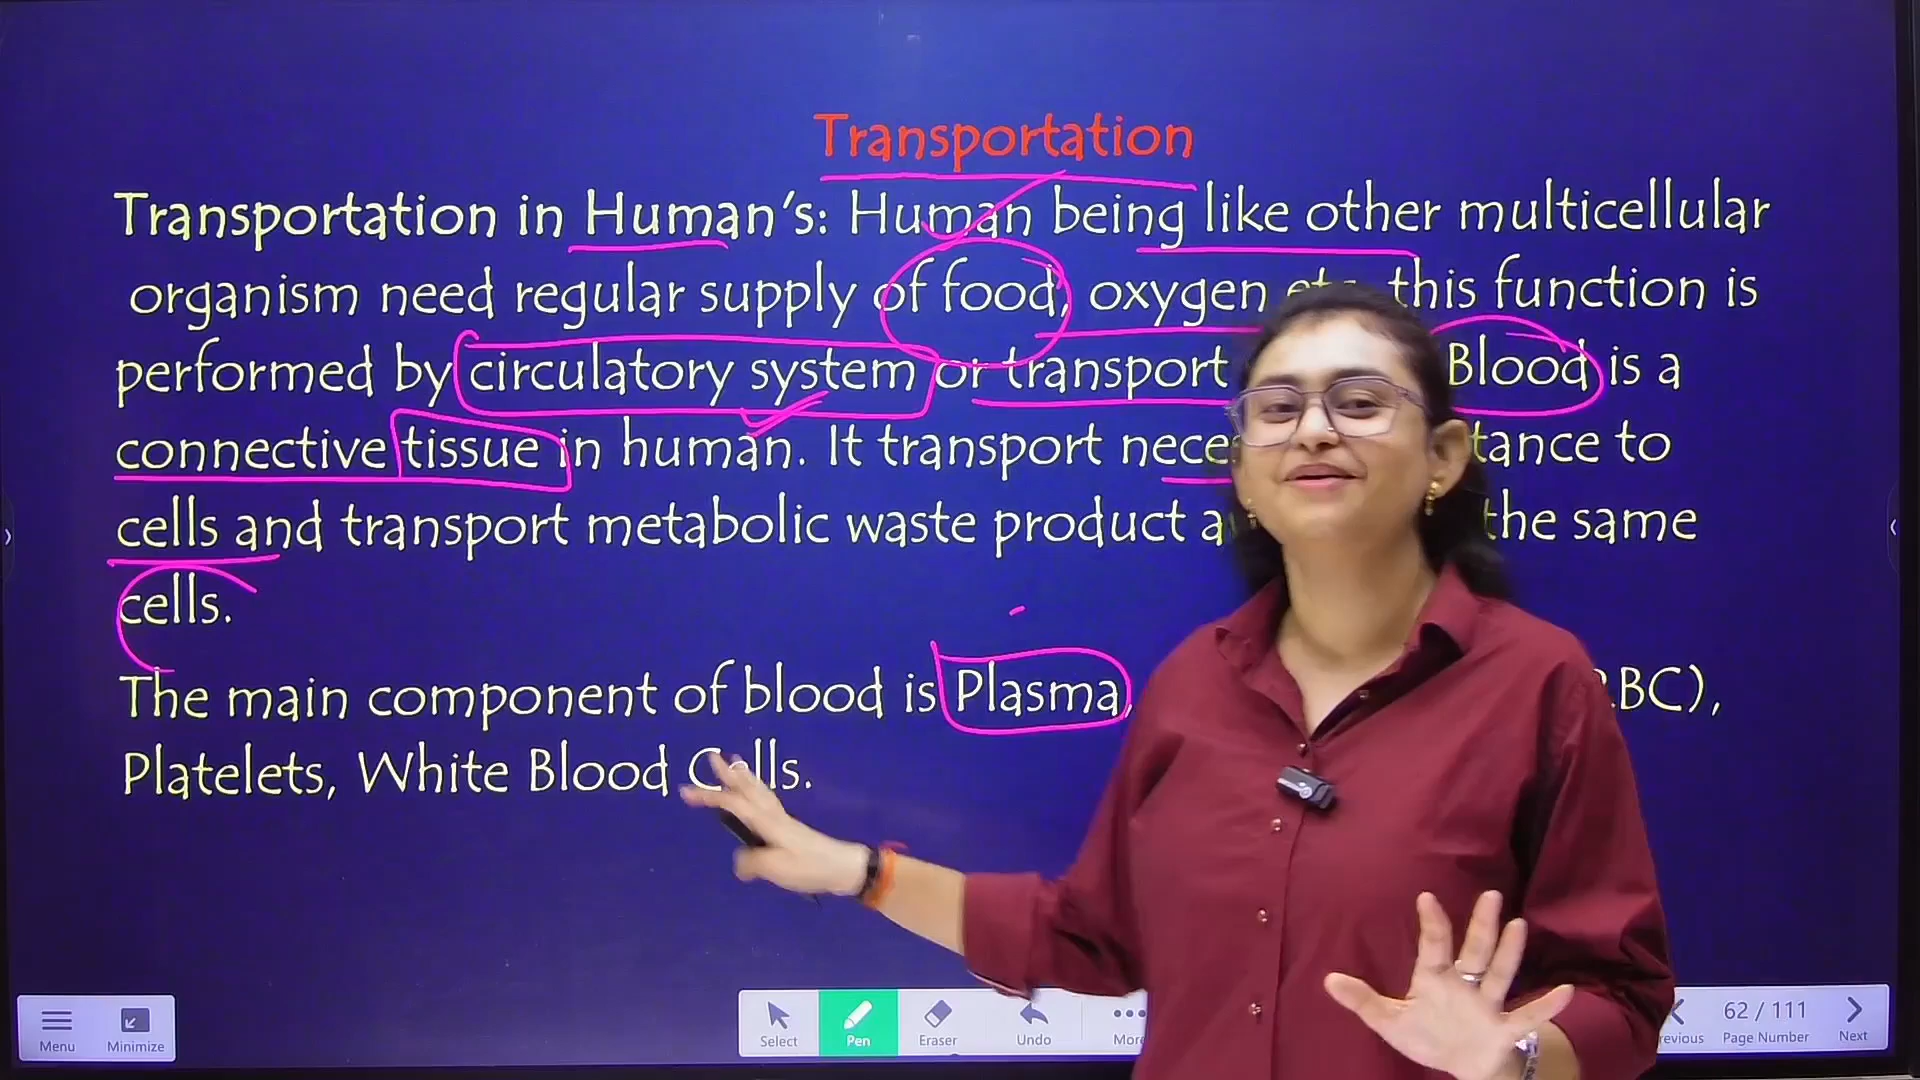 Transportation
Transportation in Human's: Human being like other multicellular
organism need regular supply of food, oxygen etc. this function is
performed by circulatory system or transport Blood is a
connective tissue in human. It transport to
cells and transport metabolic waste product the same
cells.
The main component of blood is Plasma,
Platelets, White Blood Cells.
Menu
Minimize
Select
Pen
Eraser
Undo
More
62 / 111
Page Number
Next